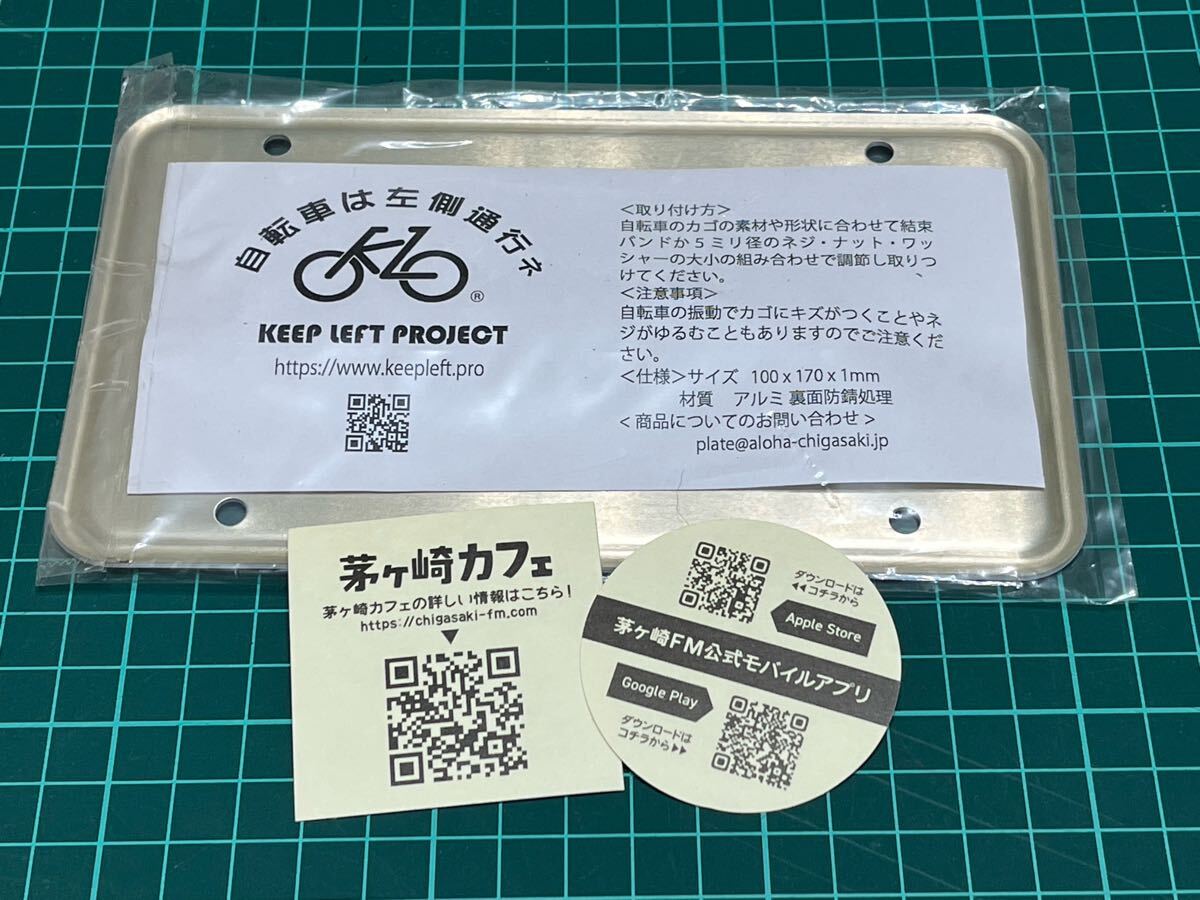 自転車は左側通行ネ
®
KEEP LEFT PROJECT
https://www.keepleft.pro
<取り付け方>
自転車のカゴの素材や形状に合わせて結束
バンドか5ミリ径のネジ・ナット・ワッ
シャーの大小の組み合わせで調節し取りつ
けてください。
<注意事項>
自転車の振動でカゴにキズがつくことやネ
ジがゆるむこともありますのでご注意くだ
さい。
<仕様>サイズ 100x170x1mm
材質 アルミ 裏面防錆処理
<商品についてのお問い合わせ>
plate@aloha-chigasaki.jp
茅ヶ崎カフェ
茅ヶ崎カフェの詳しい情報はこちら!
https://chigasaki-fm.com
▼
ダウンロードは
◀◀コチラから
Apple Store
茅ヶ崎FM公式モバイルアプリ
Google Play
ダウンロードは
コチラから▶▶